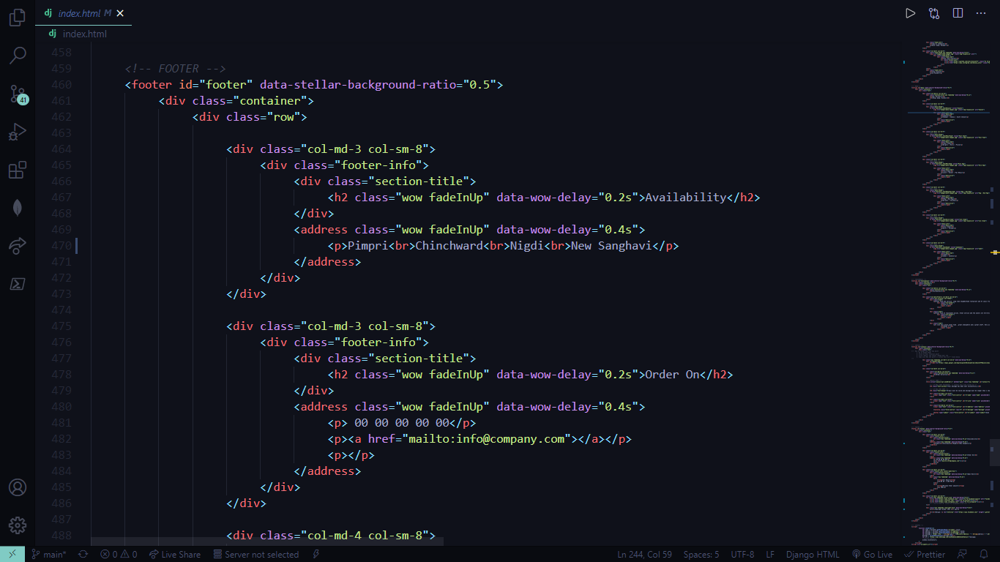 dj index.html M
dj index.html
458
459 <!-- FOOTER -->
460 <footer id="footer" data-stellar-background-ratio="0.5">
461 <div class="container">
462 <div class="row">
463
464 <div class="col-md-3 col-sm-8">
465 <div class="footer-info">
466 <div class="section-title">
467 <h2 class="wow fadeInUp" data-wow-delay="0.2s">Availability</h2>
468 </div>
469 <address class="wow fadeInUp" data-wow-delay="0.4s">
470 <p>Pimpri<br>Chinchward<br>Nigdi<br>New Sanghavi</p>
471 </address>
472 </div>
473 </div>
474
475 <div class="col-md-3 col-sm-8">
476 <div class="footer-info">
477 <div class="section-title">
478 <h2 class="wow fadeInUp" data-wow-delay="0.2s">Order On</h2>
479 </div>
480 <address class="wow fadeInUp" data-wow-delay="0.4s">
481 <p> 00 00 00 00 00</p>
482 <p><a href="mailto:info@company.com"></a></p>
483 <p></p>
484 </address>
485 </div>
486 </div>
487
488 <div class="col-md-4 col-sm-8">
41
main* 0 0 Live Share Server not selected Ln 244, Col 59 Spaces: 5 UTF-8 LF Django HTML Go Live Prettier